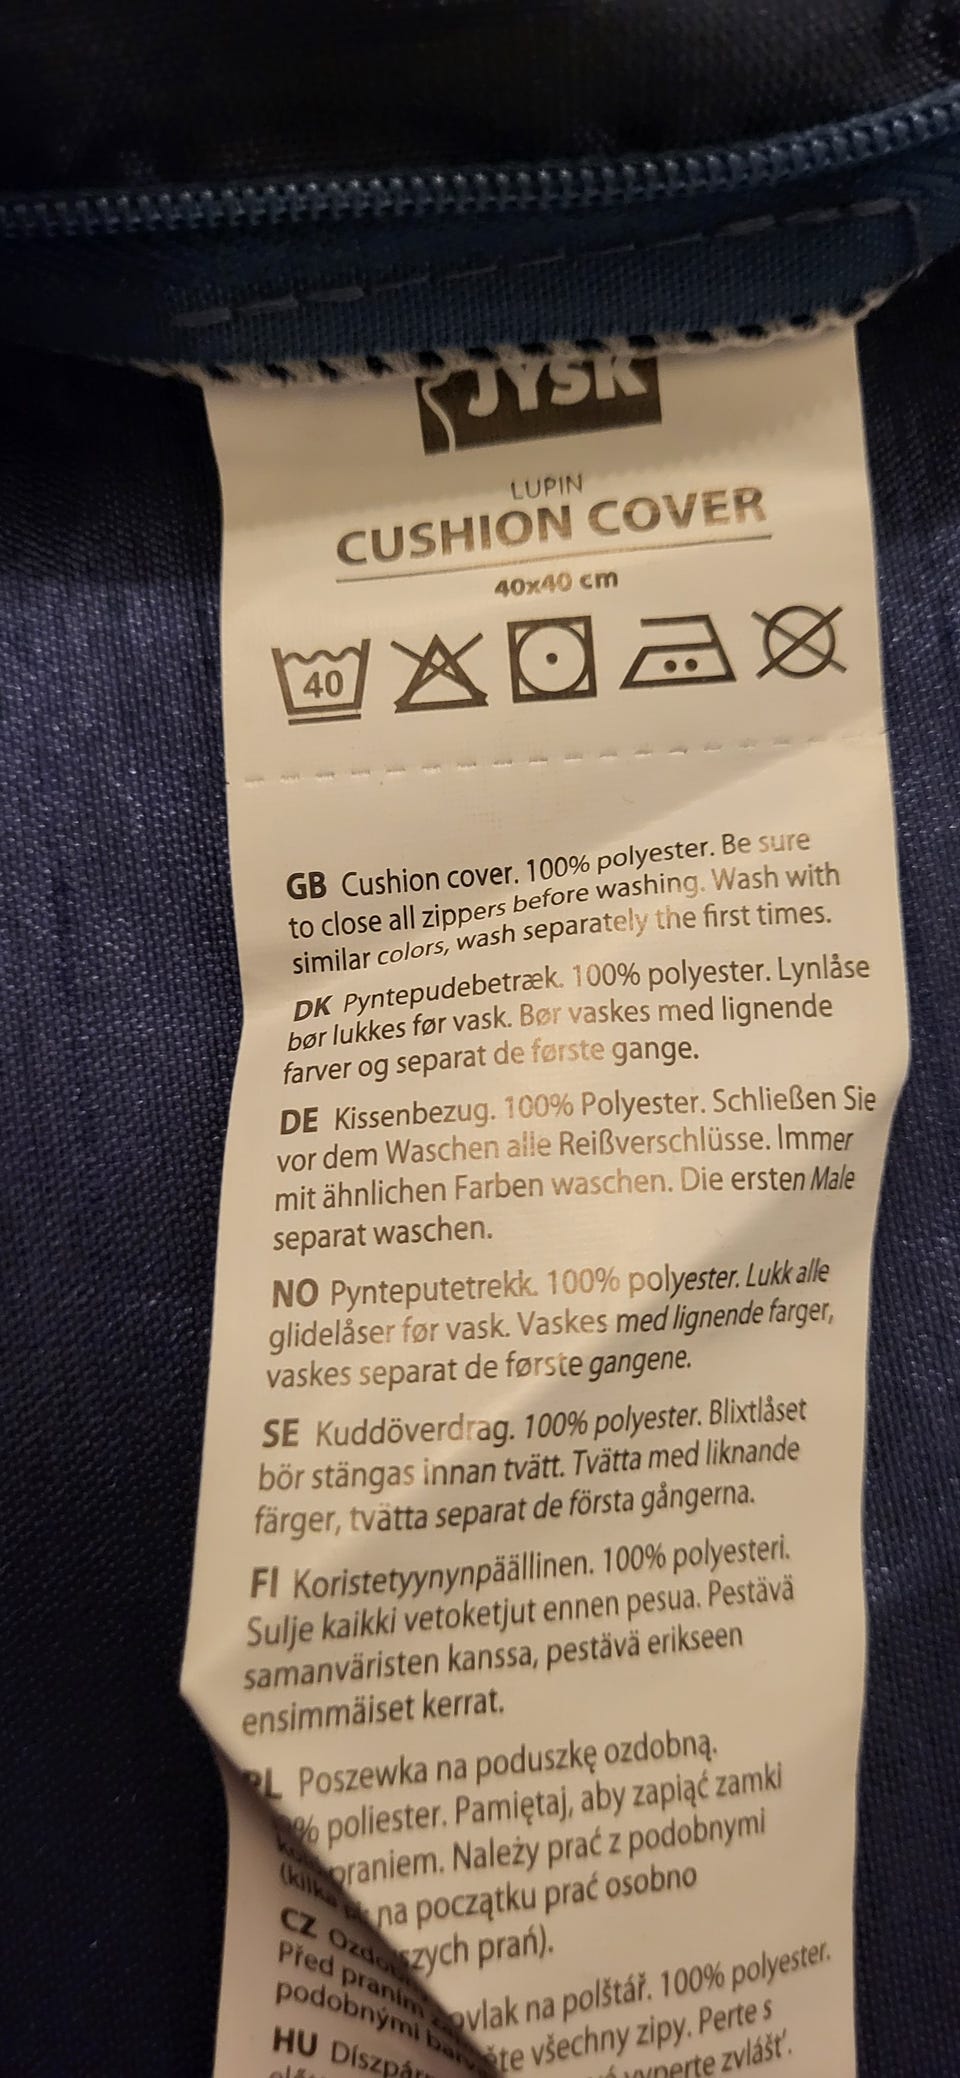 JYSK
LUPIN
CUSHION COVER
40x40 cm
40
GB Cushion cover. 100% polyester. Be sure
to close all zippers before washing. Wash with
similar colors, wash separately the first times.
DK Pyntepudebetræk. 100% polyester. Lynlåse
bør lukkes før vask. Bør vaskes med lignende
farver og separat de første gange.
DE Kissenbezug. 100% Polyester. Schließen Sie
vor dem Waschen alle Reißverschlüsse. Immer
mit ähnlichen Farben waschen. Die ersten Male
separat waschen.
NO Pynteputetrekk. 100% polyester. Lukk alle
glidelåser før vask. Vaskes med lignende farger,
vaskes separat de første gangene.
SE Kuddöverdrag. 100% polyester. Blixtlåset
bör stängas innan tvätt. Tvätta med liknande
färger, tvätta separat de första gångerna.
FI Koristetyynynpäällinen. 100% polyesteri.
Sulje kaikki vetoketjut ennen pesua. Pestävä
samanväristen kanssa, pestävä erikseen
ensimmäiset kerrat.
PL Poszewka na poduszkę ozdobną.
% poliester. Pamiętaj, aby zapiąć zamki
praniem. Należy prać z podobnymi
na początku prać osobno
(kilka
szych prań).
CZ
na polštář. 100% polyester.
Před praním
všechny zipy. Perte s
podobnými
vyperte zvlášť.
HU